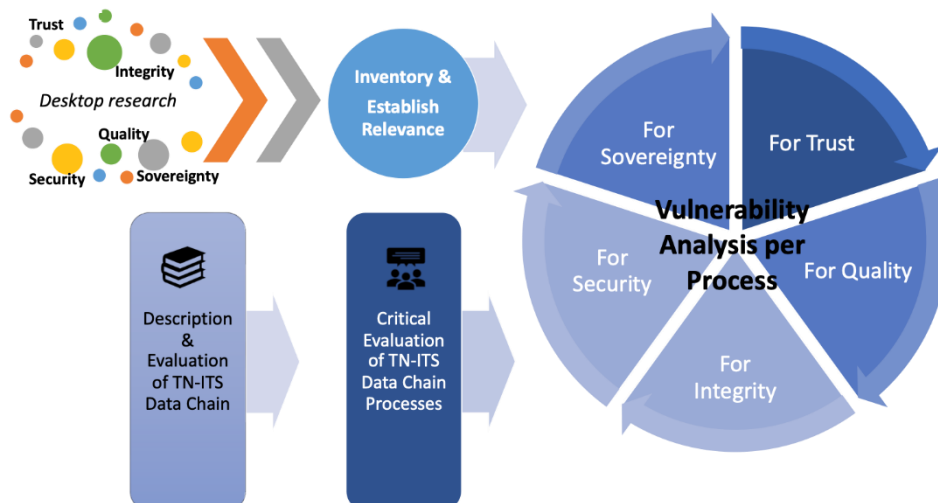 Trust
Integrity
Desktop research
Quality
Security
Sovereignty
Inventory &
Establish
Relevance
Description
&
Evaluation
of TN-ITS
Data Chain
Critical
Evaluation
of TN-ITS
Data Chain
Processes
For
Sovereignty
For Trust
For Quality
For
Integrity
For
Security
Vulnerability
Analysis per
Process